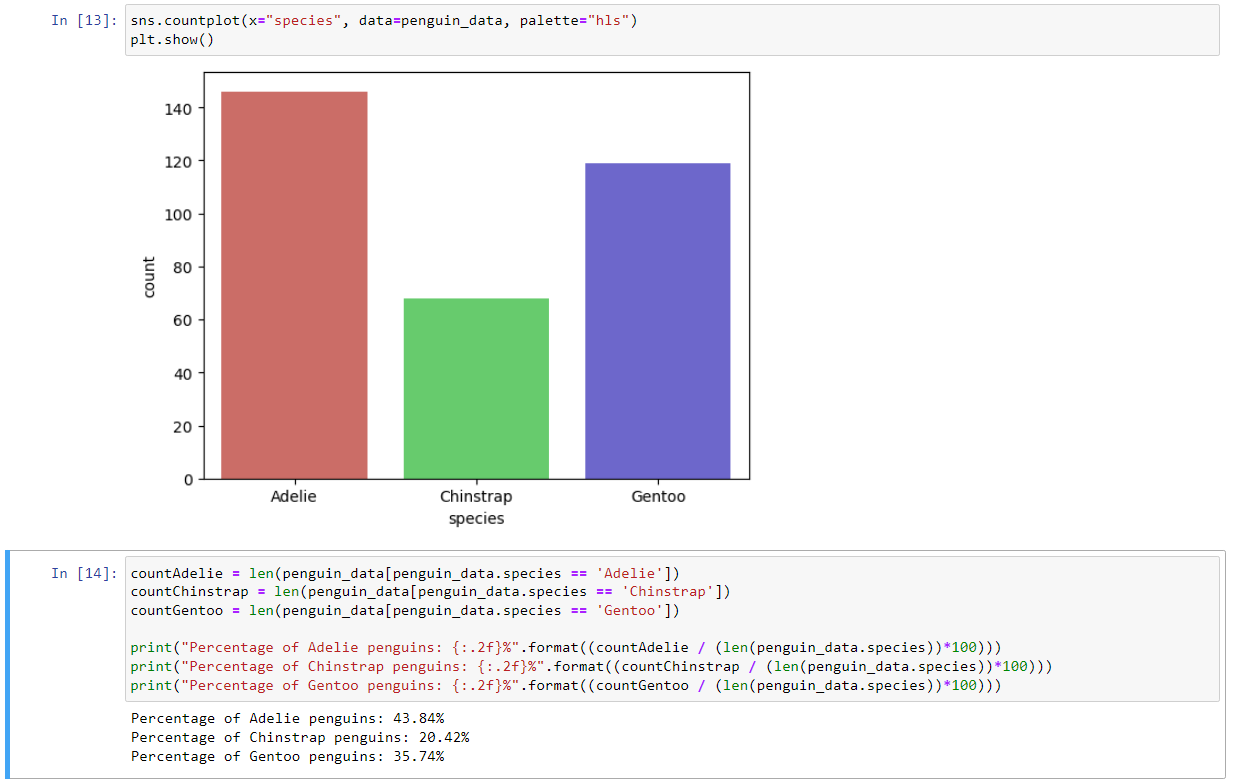 In [13]: sns.countplot(x="species", data=penguin_data, palette="hls")
plt.show()
140
120
100
80
60
40
20
0
count
Adelie Chinstrap Gentoo
species
In [14]: countAdelie = len(penguin_data[penguin_data.species == 'Adelie'])
countChinstrap = len(penguin_data[penguin_data.species == 'Chinstrap'])
countGentoo = len(penguin_data[penguin_data.species == 'Gentoo'])
print("Percentage of Adelie penguins: {:.2f}%".format((countAdelie / (len(penguin_data.species))*100)))
print("Percentage of Chinstrap penguins: {:.2f}%".format((countChinstrap / (len(penguin_data.species))*100)))
print("Percentage of Gentoo penguins: {:.2f}%".format((countGentoo / (len(penguin_data.species))*100)))
Percentage of Adelie penguins: 43.84%
Percentage of Chinstrap penguins: 20.42%
Percentage of Gentoo penguins: 35.74%